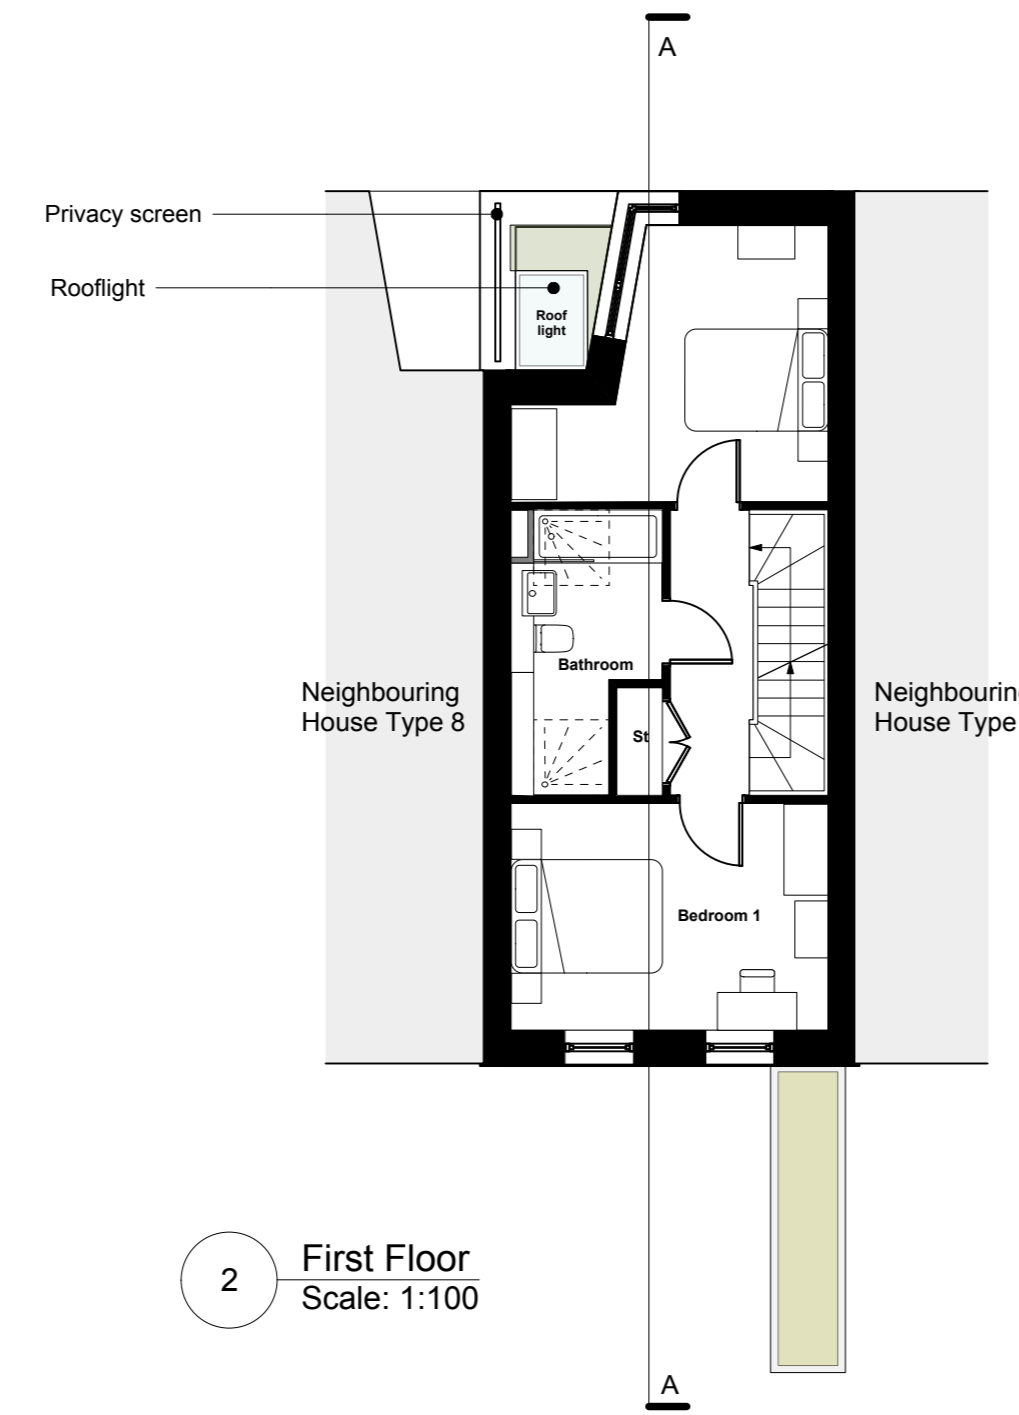 A
Privacy screen
Rooflight
Roof
light
Bathroom
Neighbouring
House Type 8
St
Neighbourin
House Type
Bedroom 1
2
First Floor
Scale: 1:100
A